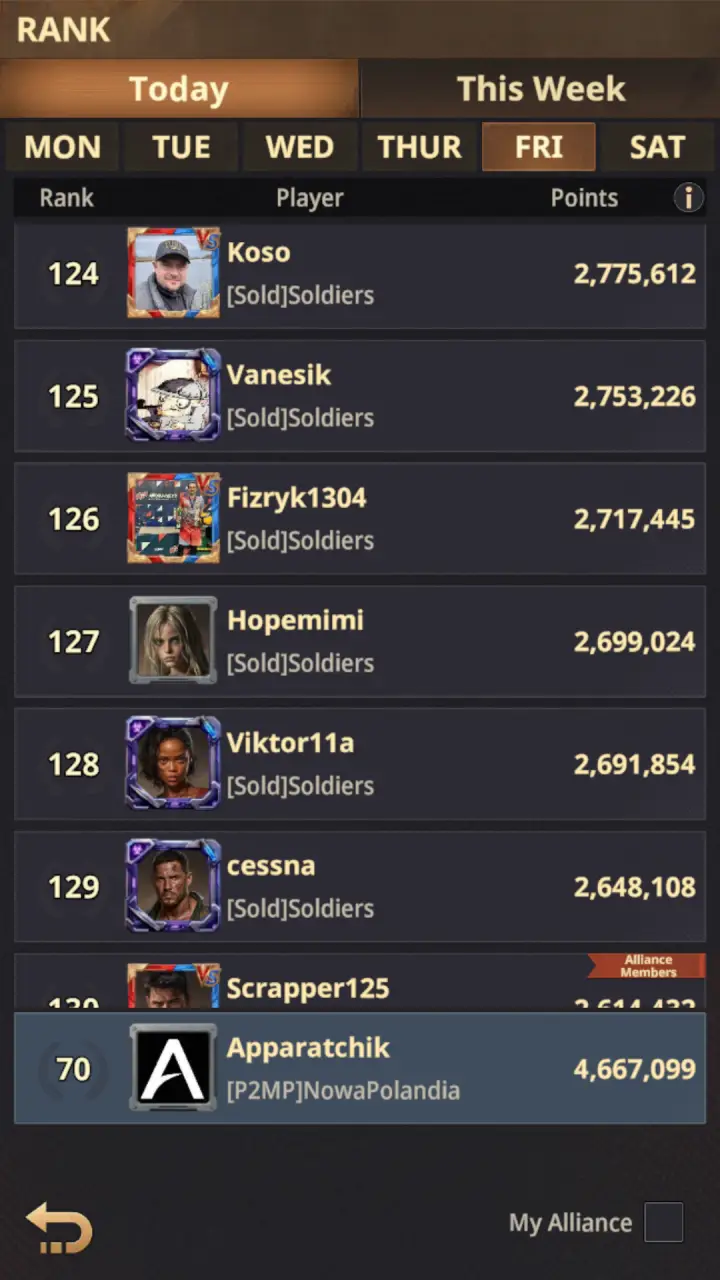 RANK
Today This Week
MON TUE WED THUR FRI SAT
Rank Player Points i
124 Koso 2,775,612
[Sold]Soldiers
125 Vanesik 2,753,226
[Sold]Soldiers
126 Fizryk1304 2,717,445
[Sold]Soldiers
127 Hopemimi 2,699,024
[Sold]Soldiers
128 Viktor11a 2,691,854
[Sold]Soldiers
129 cessna 2,648,108
[Sold]Soldiers
Alliance
Members
Scrapper125
70 Apparatchik 4,667,099
[P2MP]NowaPolandia
My Alliance